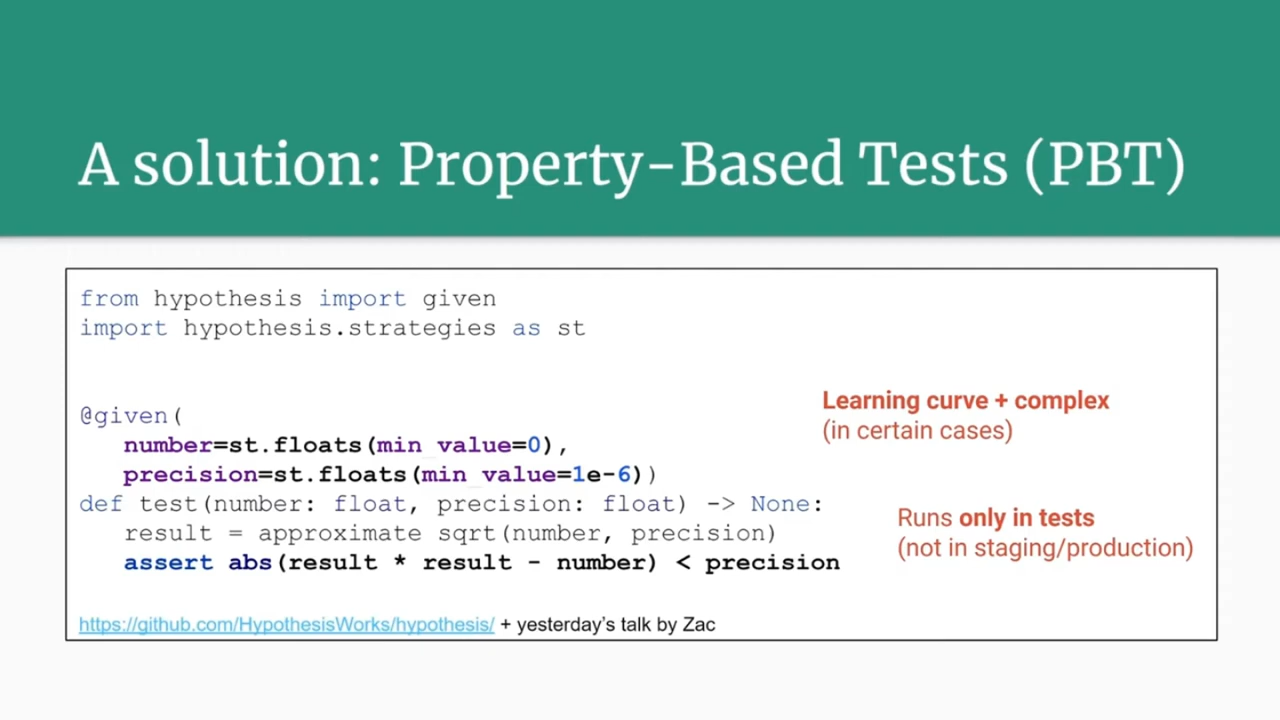 A solution: Property-Based Tests (PBT)
from hypothesis import given
import hypothesis.strategies as st
@given(
number=st.floats(min_value=0),
precision=st.floats(min_value=1e-6))
def test(number: float, precision: float) -> None:
result = approximate_sqrt(number, precision)
assert abs(result * result - number) < precision
Learning curve + complex
(in certain cases)
Runs only in tests
(not in staging/production)
https://github.com/HypothesisWorks/hypothesis/ + yesterday's talk by Zac